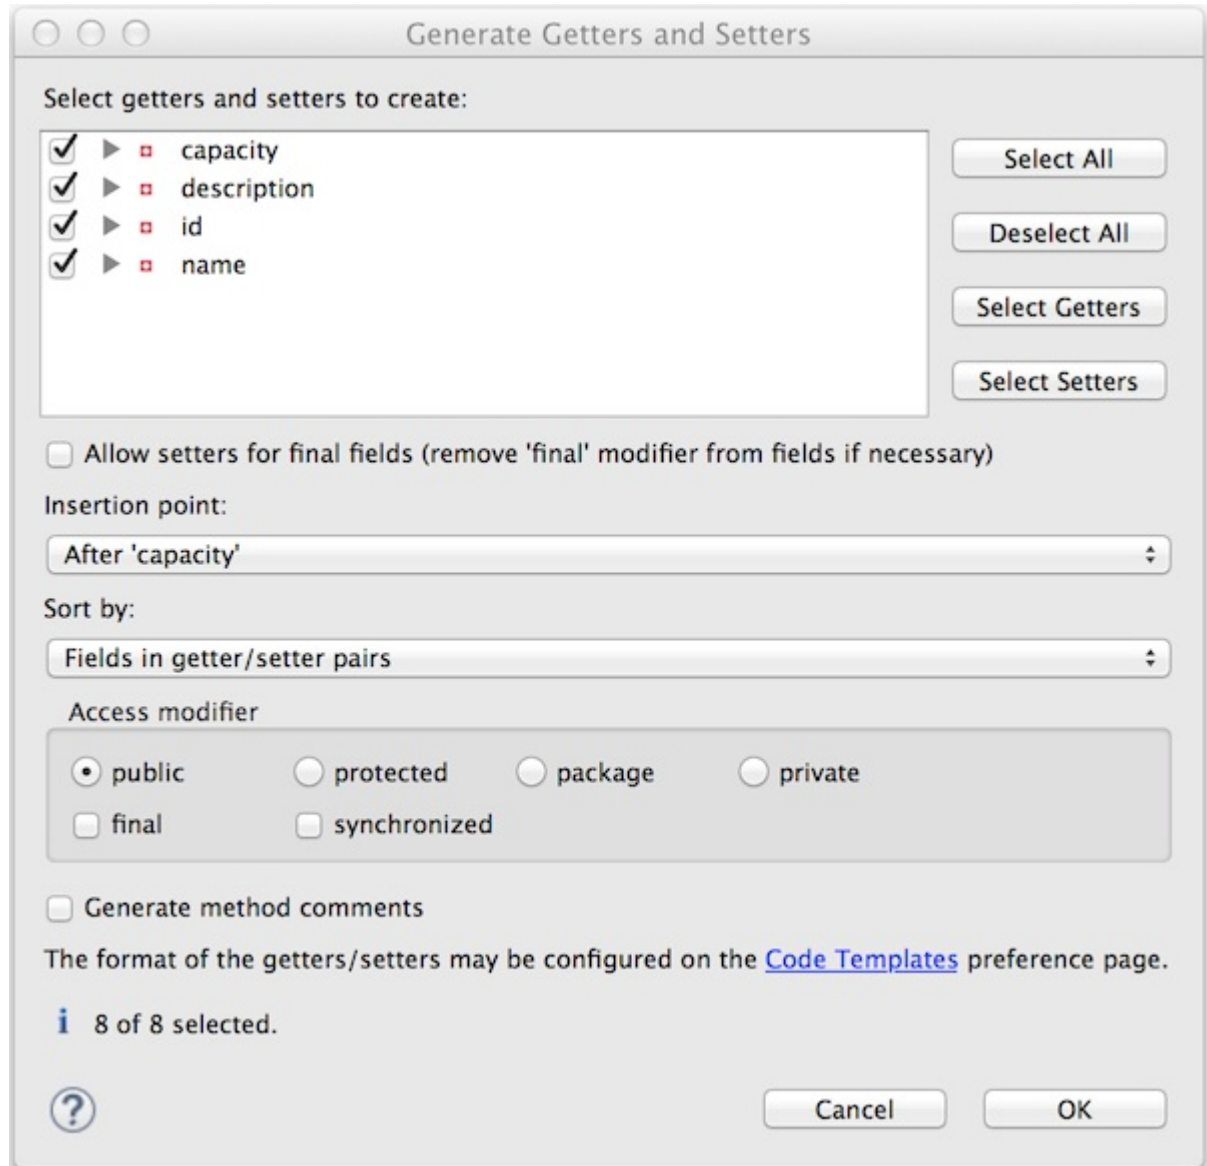 Generate Getters and Setters
Select getters and setters to create:
capacity
description
id
name
Select All
Deselect All
Select Getters
Select Setters
Allow setters for final fields (remove 'final' modifier from fields if necessary)
Insertion point:
After 'capacity'
Sort by:
Fields in getter/setter pairs
Access modifier
public protected package private
final synchronized
Generate method comments
The format of the getters/setters may be configured on the Code Templates preference page.
i 8 of 8 selected.
? Cancel OK